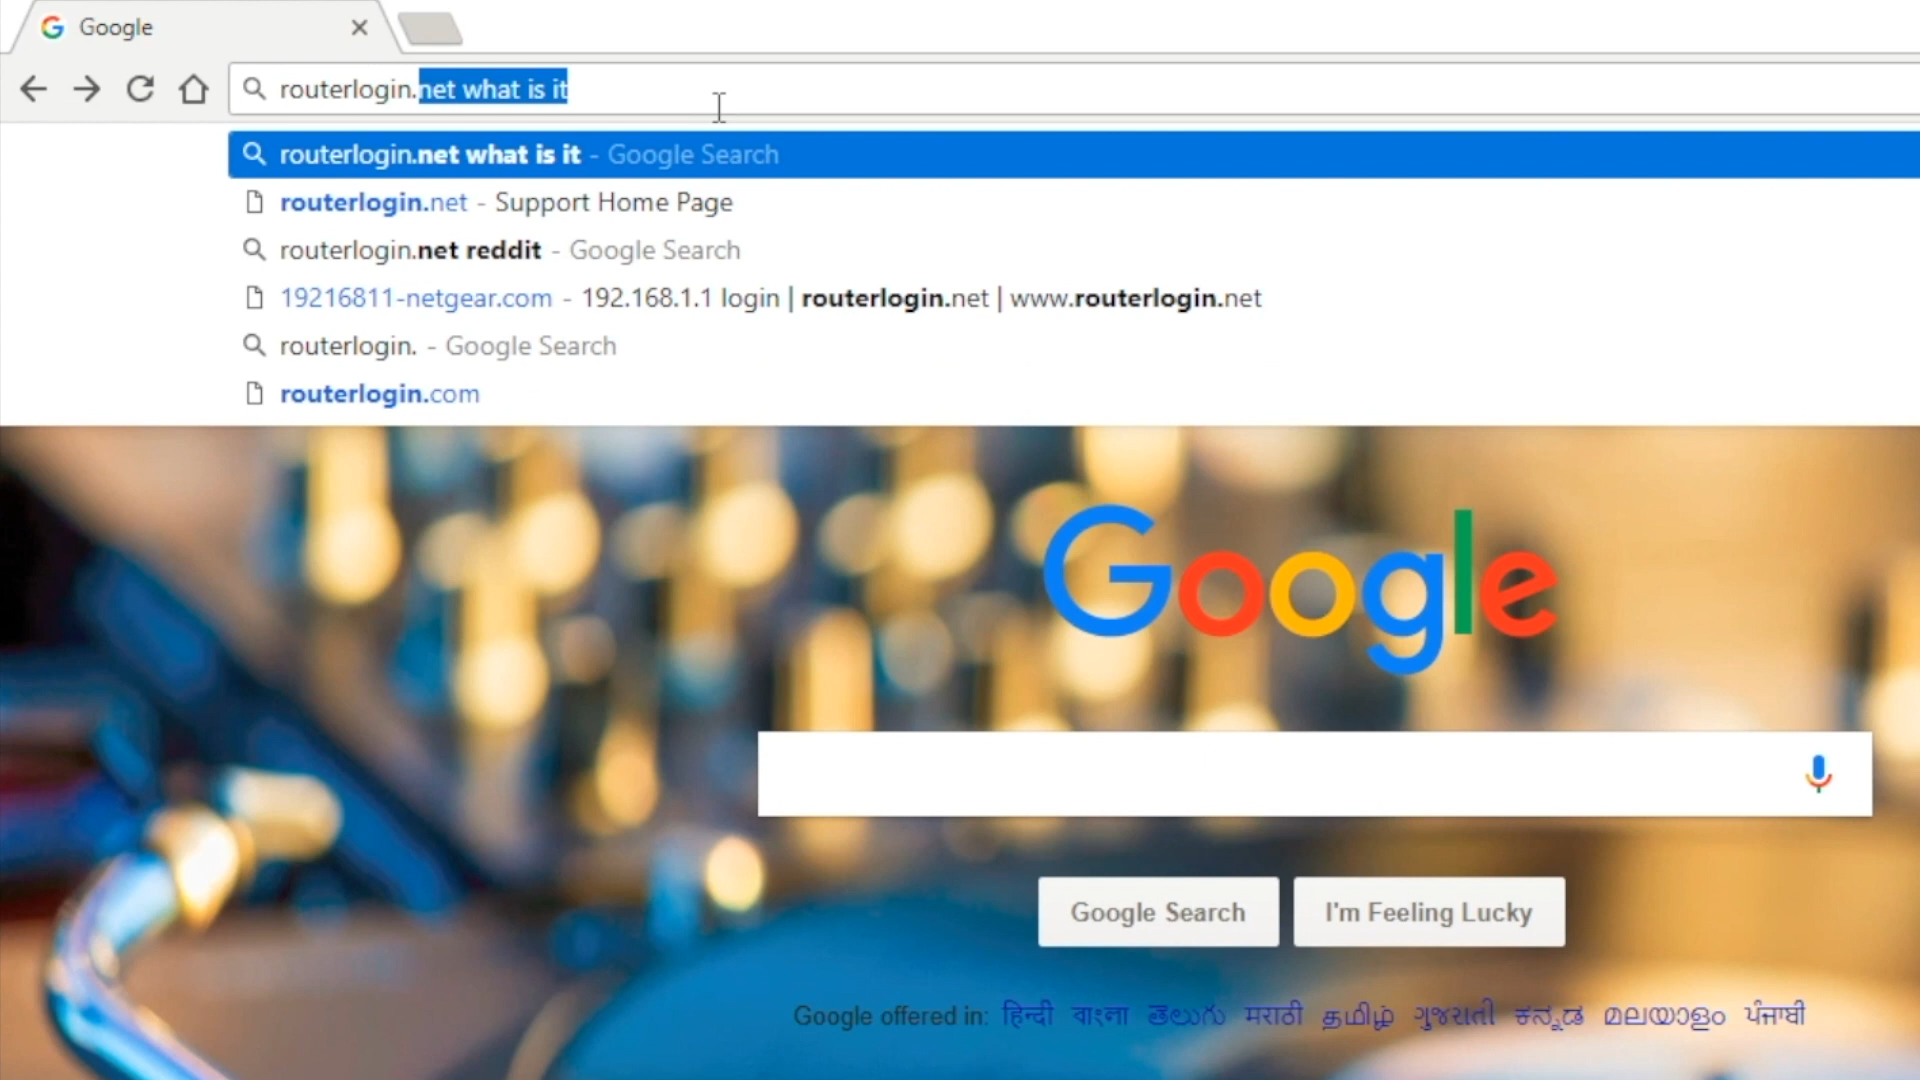 Google
routerlogin.net what is it
routerlogin.net what is it - Google Search
routerlogin.net - Support Home Page
routerlogin.net reddit - Google Search
19216811-netgear.com - 192.168.1.1 login | routerlogin.net | www.routerlogin.net
routerlogin. - Google Search
routerlogin.com
Google
Google Search I'm Feeling Lucky
Google offered in: हिन्दी বাংলা తెలుగు मराठी தமிழ் ગુજરાતી ಕನ್ನಡ മലയാളം ਪੰਜਾਬੀ